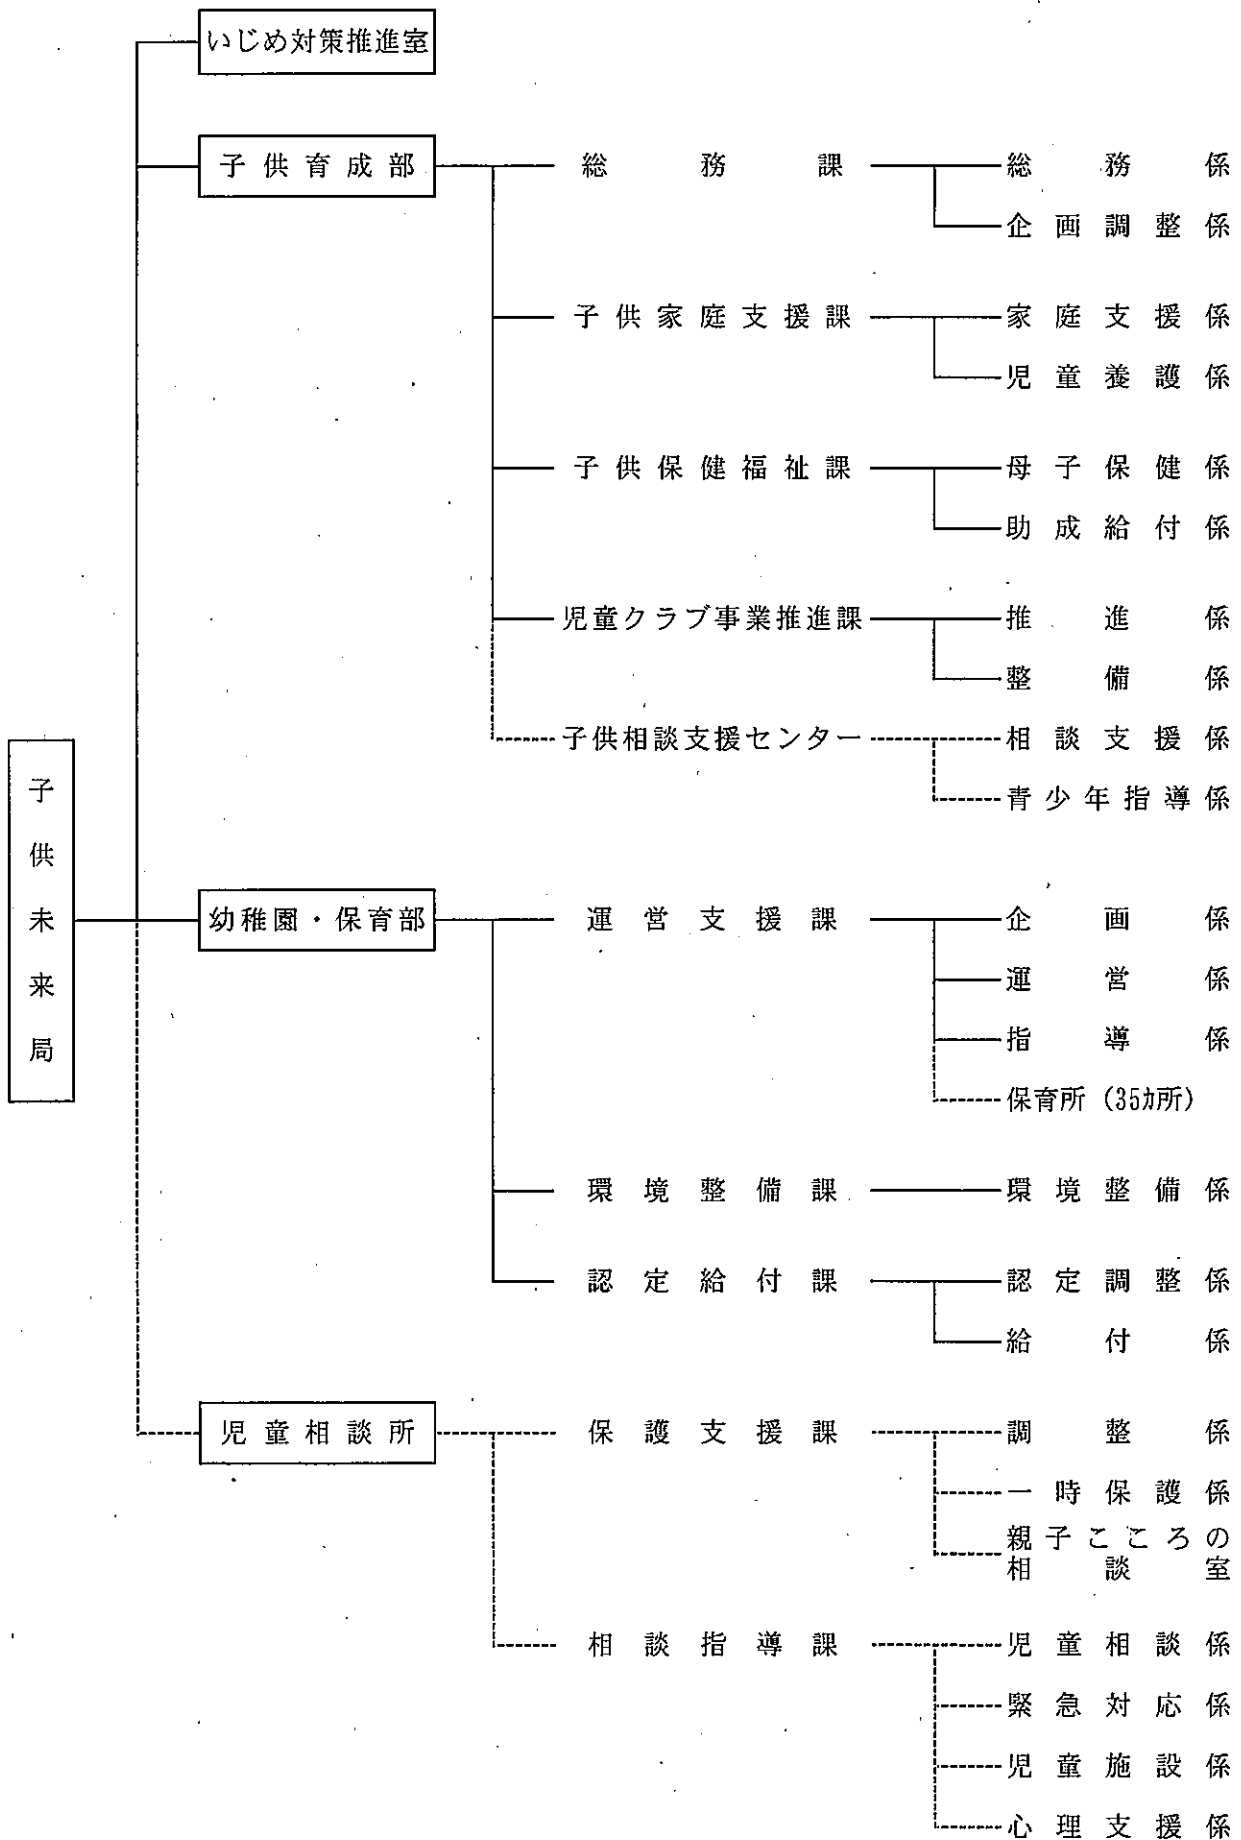 いじめ対策推進室
子供育成部 総務課 総務係
企画調整係
子供家庭支援課 家庭支援係
児童養護係
子供保健福祉課 母子保健係
助成給付係
児童クラブ事業推進課 推進係
整備係
子供相談支援センター 相談支援係
青少年指導係
子供未来局
幼稚園・保育部 運営支援課 企画係
運営係
指導係
保育所（35カ所）
環境整備課 環境整備係
認定給付課 認定調整係
給付係
児童相談所 保護支援課 調整係
一時保護係
親子こころの
相談室
相談指導課 児童相談係
緊急対応係
児童施設係
心理支援係